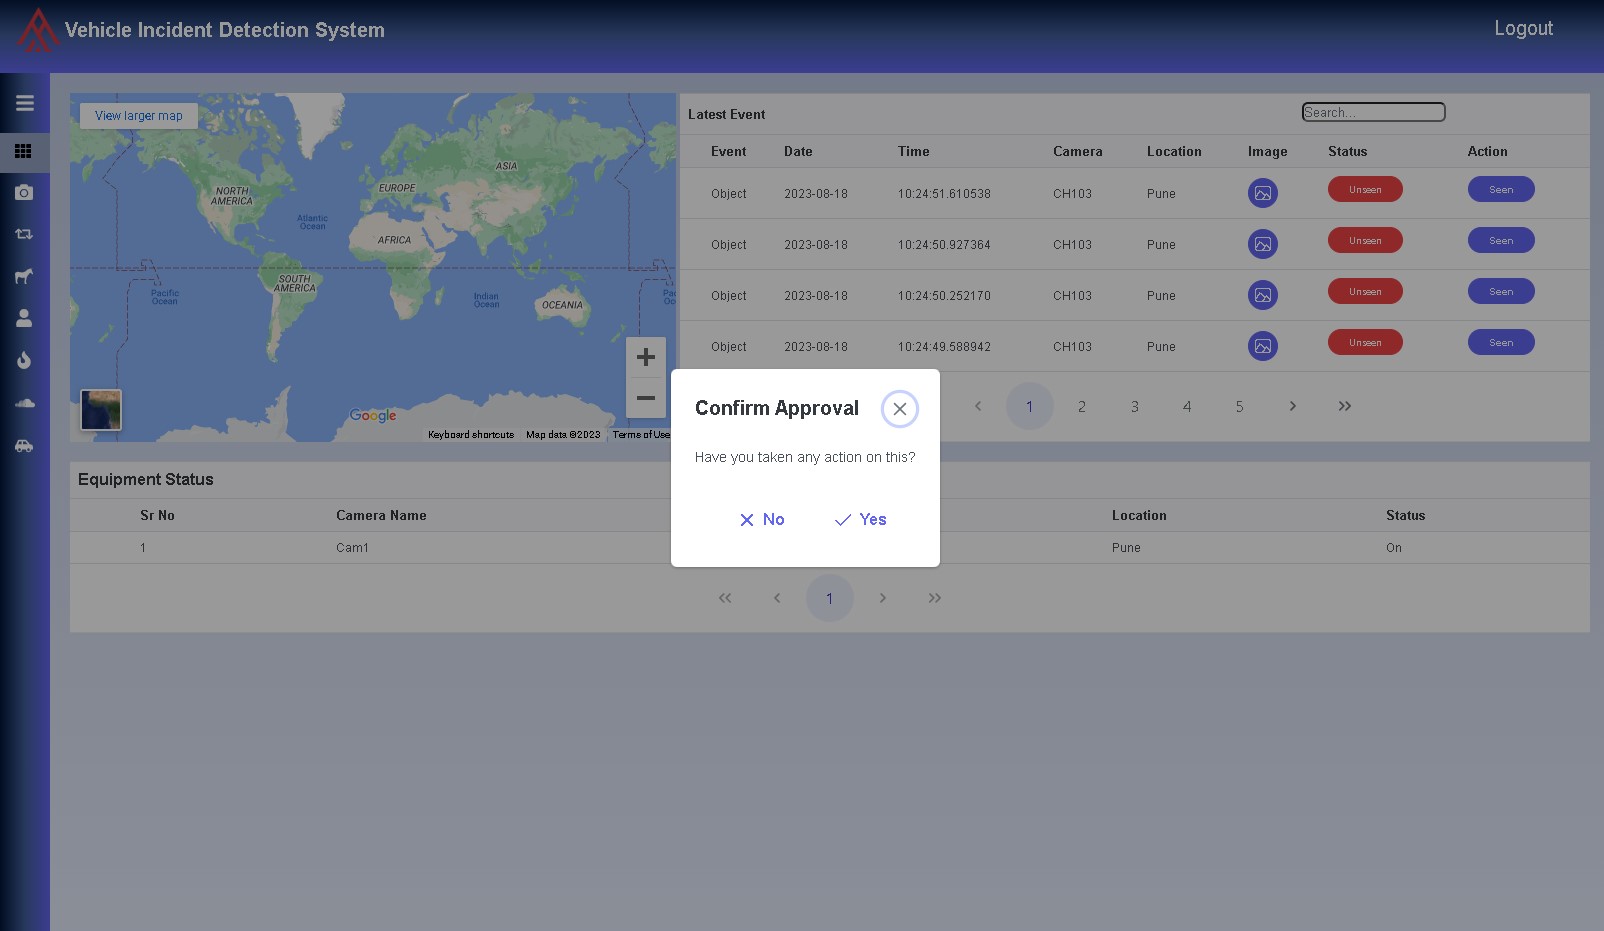 Vehicle Incident Detection System
Logout
View larger map
NORTH
AMERICA
EUROPE
ASIA
Atlantic
Ocean
AFRICA
SOUTH
AMERICA
Pacific
Ocean
Indian
Ocean
OCEANIA
Pac
Oc
Google
Keyboard shortcuts
Map data ©2023
Terms of Use
Latest Event
Search...
Event Date Time Camera Location Image Status Action
Object 2023-08-18 10:24:51.610538 CH103 Pune Unseen Seen
Object 2023-08-18 10:24:50.927364 CH103 Pune Unseen Seen
Object 2023-08-18 10:24:50.252170 CH103 Pune Unseen Seen
Object 2023-08-18 10:24:49.588942 CH103 Pune Unseen Seen
1 2 3 4 5
Confirm Approval
Have you taken any action on this?
No Yes
Equipment Status
Sr No Camera Name Location Status
1 Cam1 Pune On
1